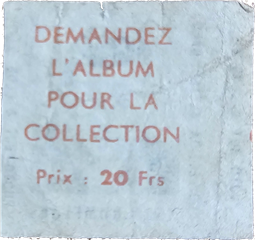 DEMANDEZ
L'ALBUM
POUR LA
COLLECTION
Prix : 20 Frs